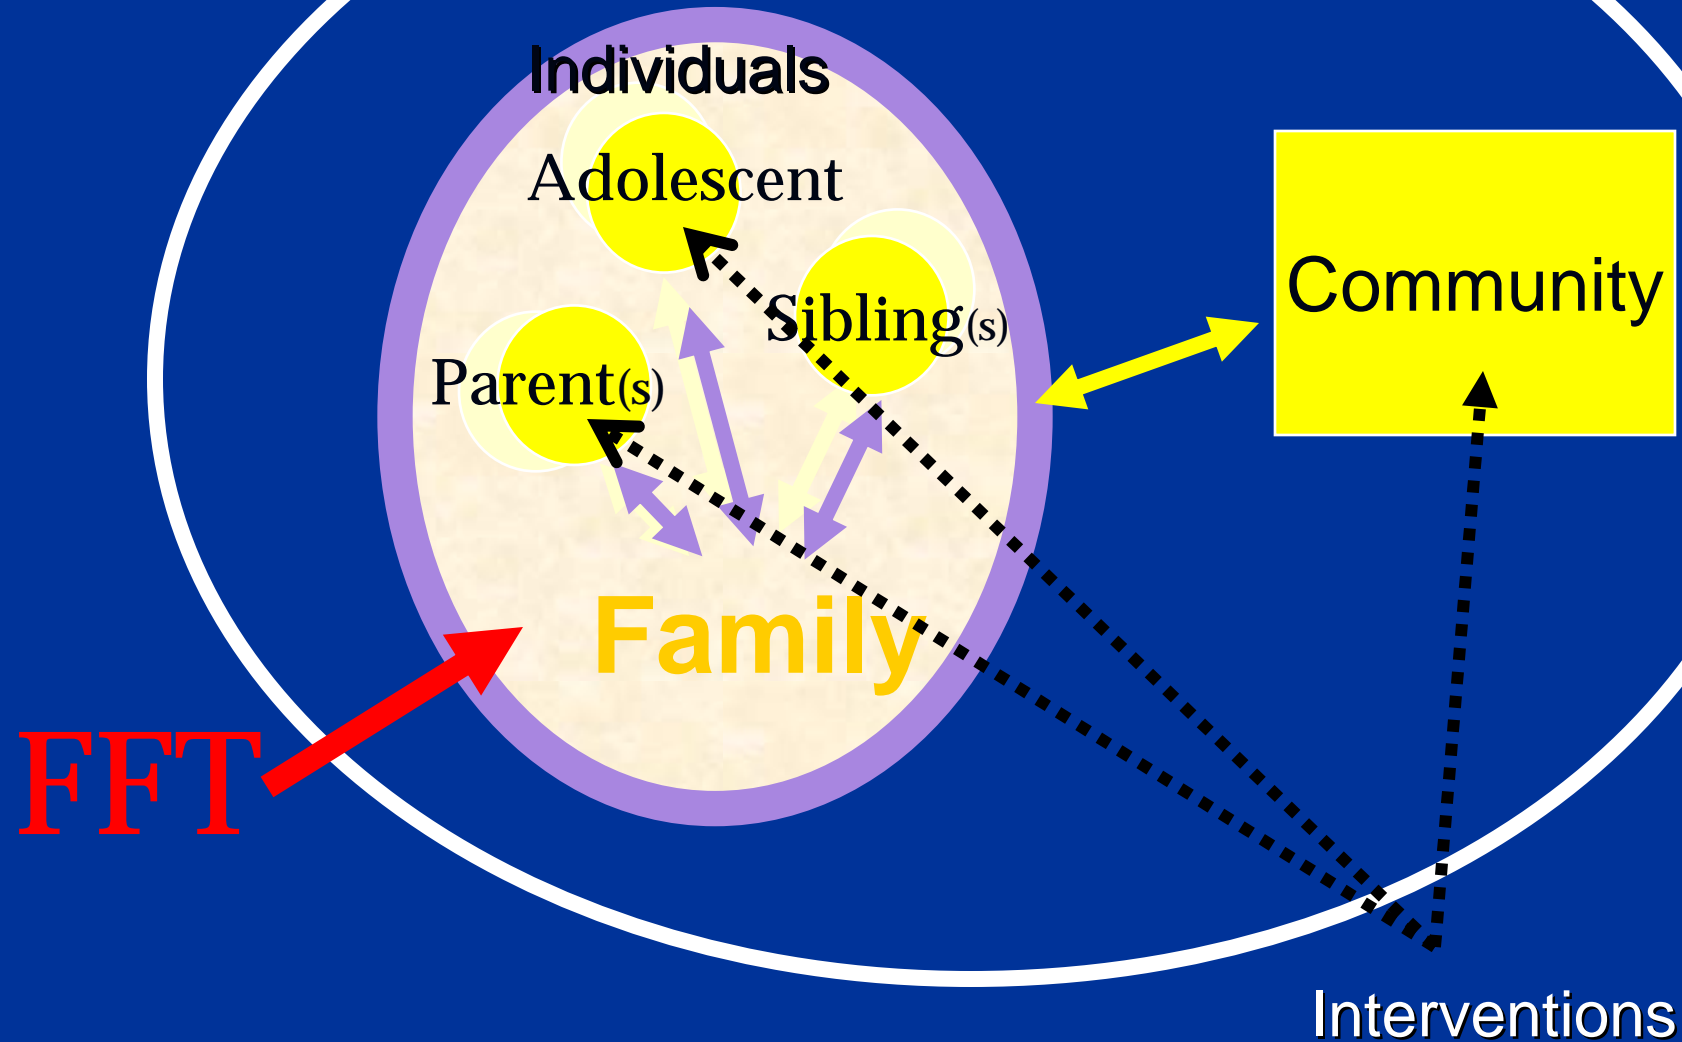 Individuals
Adolescent
Community
Sibling(s)
Parent(s)
Family
FFT
Interventions